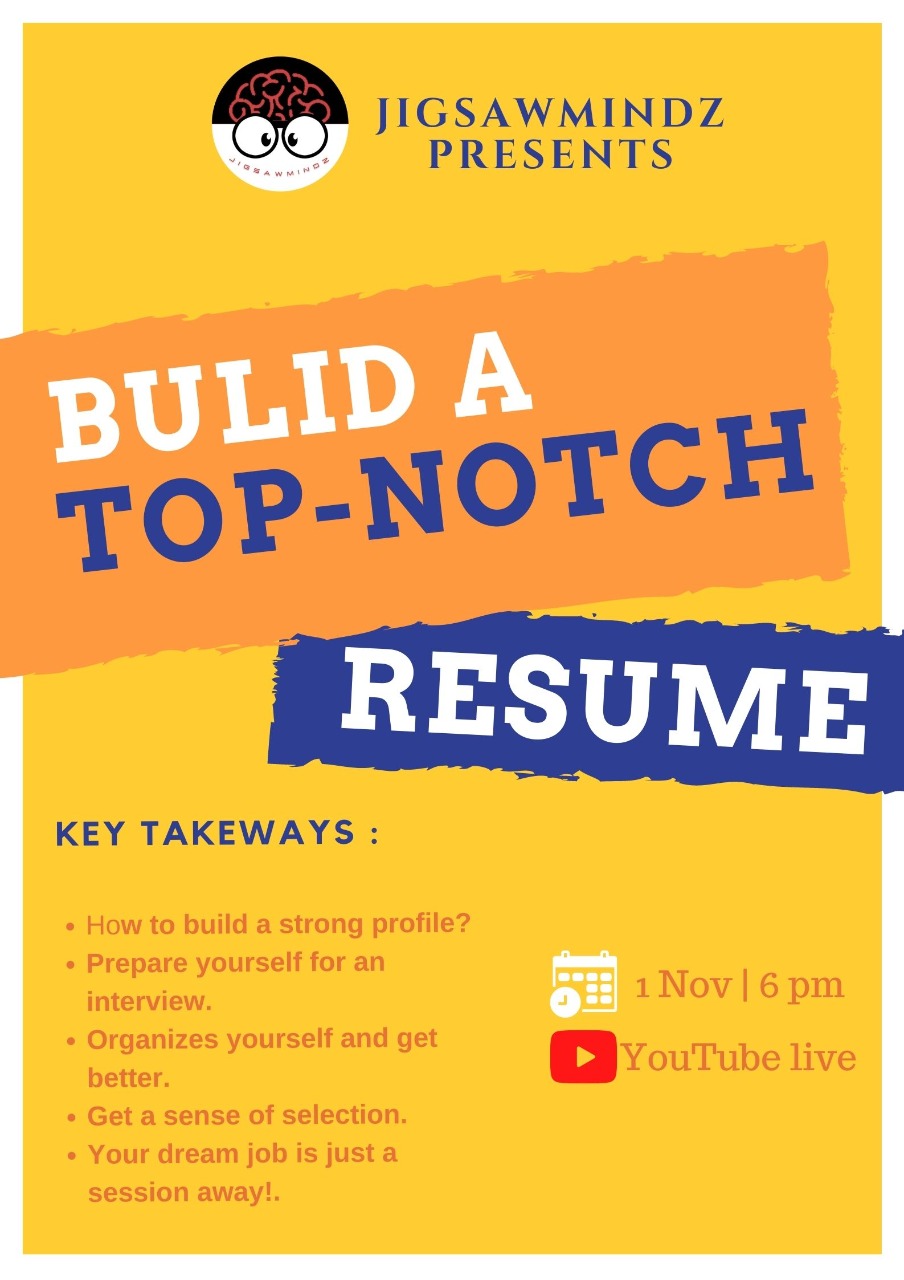 JIGSAWMINDZ
JIGSAWMINDZ
PRESENTS
BULID A
TOP-NOTCH
RESUME
KEY TAKEWAYS :
• How to build a strong profile?
• Prepare yourself for an
interview.
• Organizes yourself and get
better.
• Get a sense of selection.
• Your dream job is just a
session away!.
1 Nov | 6 pm
YouTube live